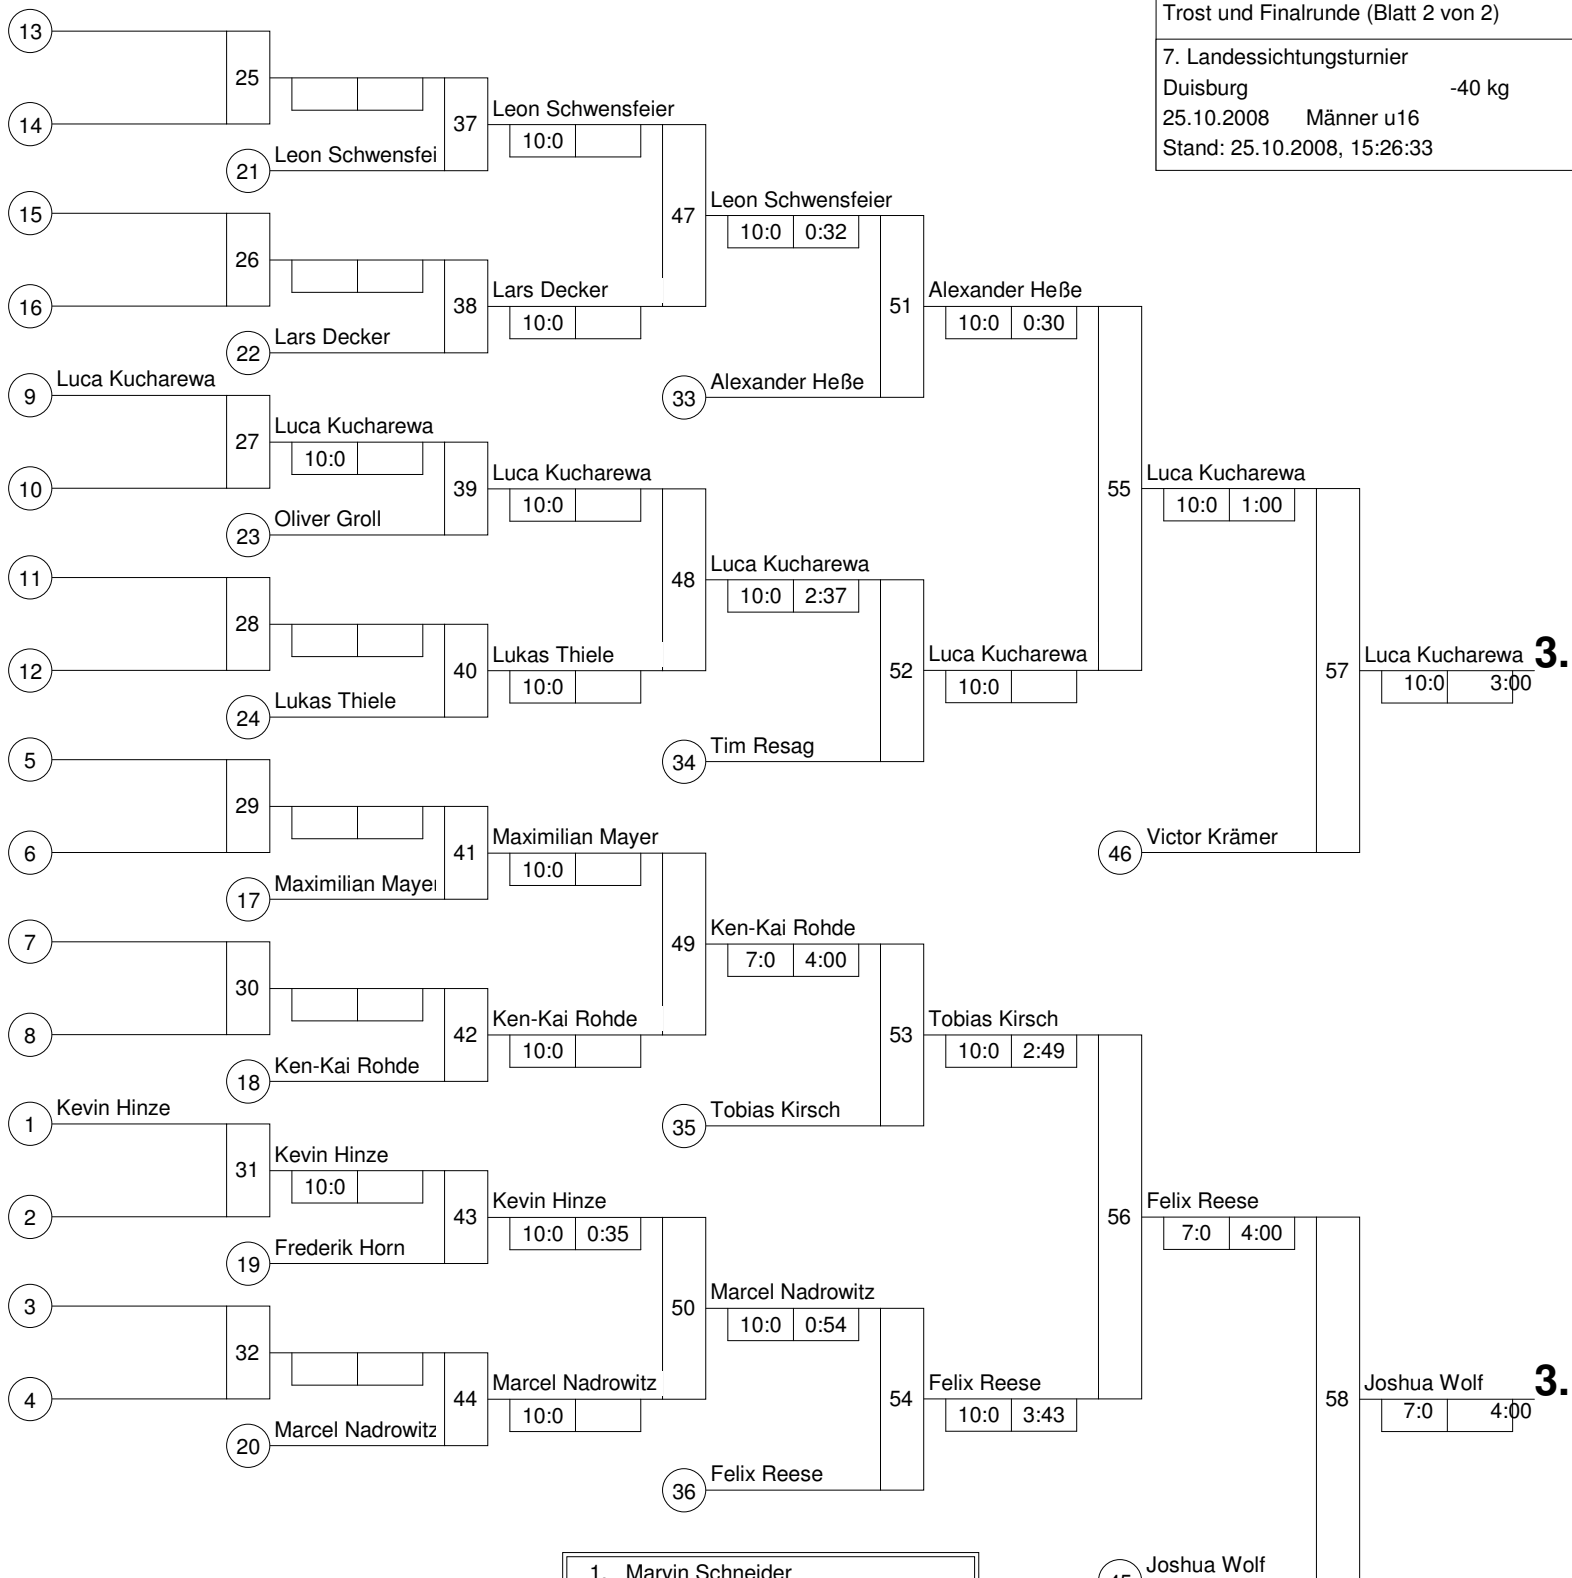 Trost und Finalrunde (Blatt 2 von 2)
7. Landessichtungsturnier
Duisburg -40 kg
25.10.2008 Männer u16
Stand: 25.10.2008, 15:26:33
13
25
14
37
Leon Schwensfeier
10:0
21
Leon Schwensfei
15
47
Leon Schwensfeier
10:0 0:32
26
16
38
Lars Decker
10:0
22
Lars Decker
51
Alexander Heße
10:0 0:30
33
Alexander Heße
9
Luca Kucharewa
27
Luca Kucharewa
10:0
10
39
Luca Kucharewa
10:0
23
Oliver Groll
55
Luca Kucharewa
10:0 1:00
11
48
Luca Kucharewa
10:0 2:37
28
12
40
Lukas Thiele
10:0
24
Lukas Thiele
52
Luca Kucharewa
10:0
34
Tim Resag
57
Luca Kucharewa 3.
10:0 3:00
5
29
6
41
Maximilian Mayer
10:0
17
Maximilian Mayer
46
Victor Krämer
7
49
Ken-Kai Rohde
7:0 4:00
30
8
42
Ken-Kai Rohde
10:0
18
Ken-Kai Rohde
53
Tobias Kirsch
10:0 2:49
35
Tobias Kirsch
1
Kevin Hinze
31
Kevin Hinze
10:0
2
43
Kevin Hinze
10:0 0:35
19
Frederik Horn
56
Felix Reese
7:0 4:00
3
50
Marcel Nadrowitz
10:0 0:54
32
4
44
Marcel Nadrowitz
10:0
20
Marcel Nadrowitz
54
Felix Reese
10:0 3:43
36
Felix Reese
58
Joshua Wolf 3.
7:0 4:00
1. Marvin Schneider
45
Joshua Wolf